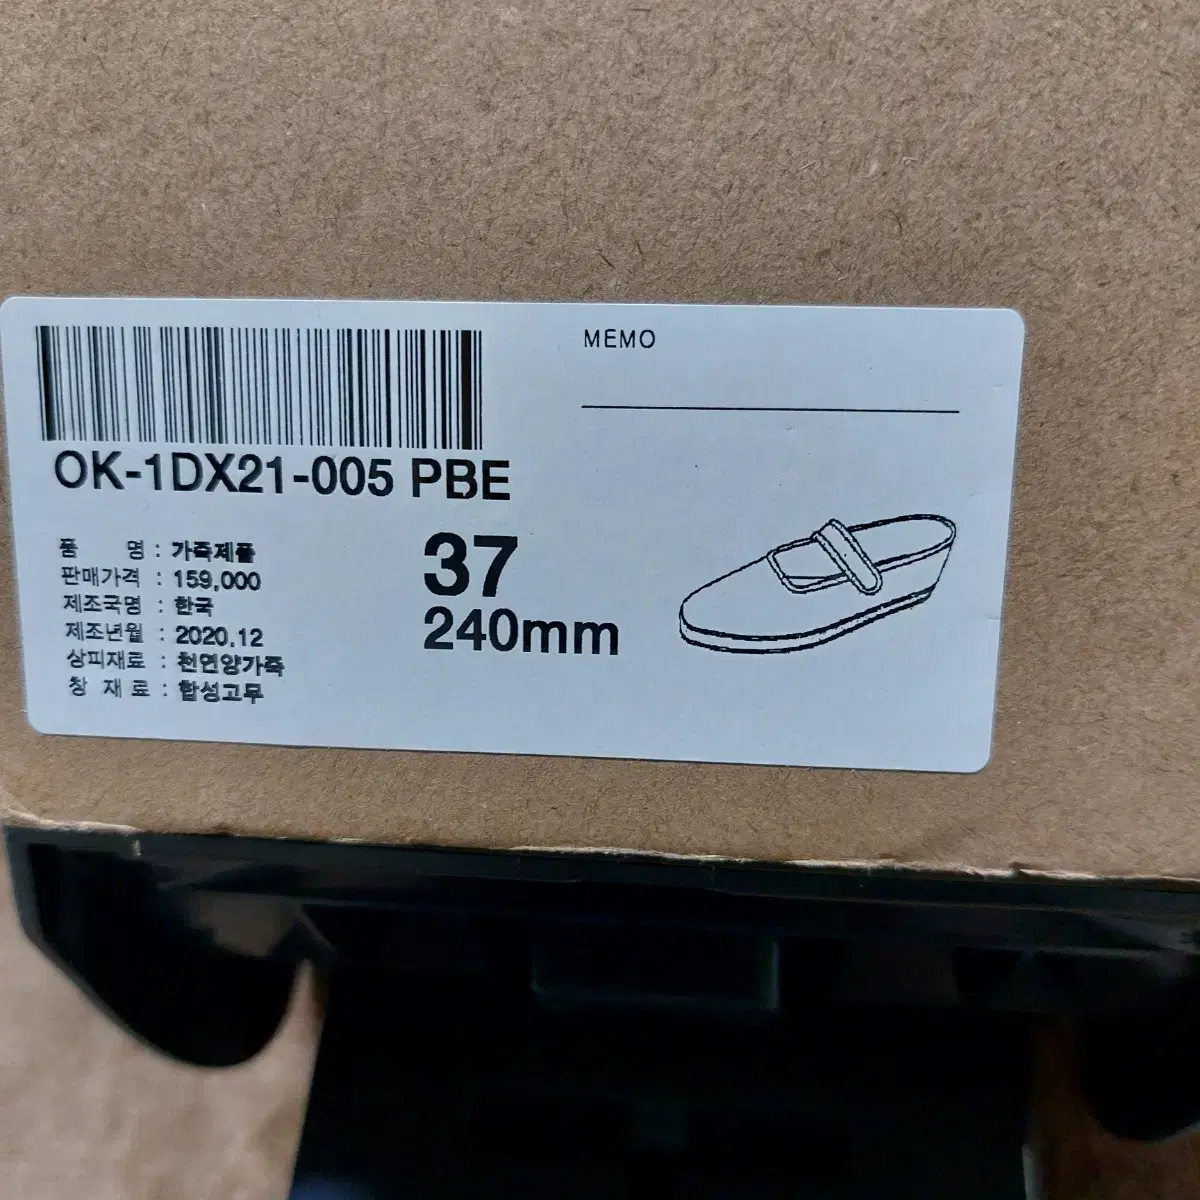 MEMO
OK-1DX21-005 PBE
품 명 : 가죽제품
판매가격 : 159,000
제조국명 : 한국
제조년월 : 2020.12
상피재료 : 천연양가죽
창 재 료 : 합성고무
37
240mm